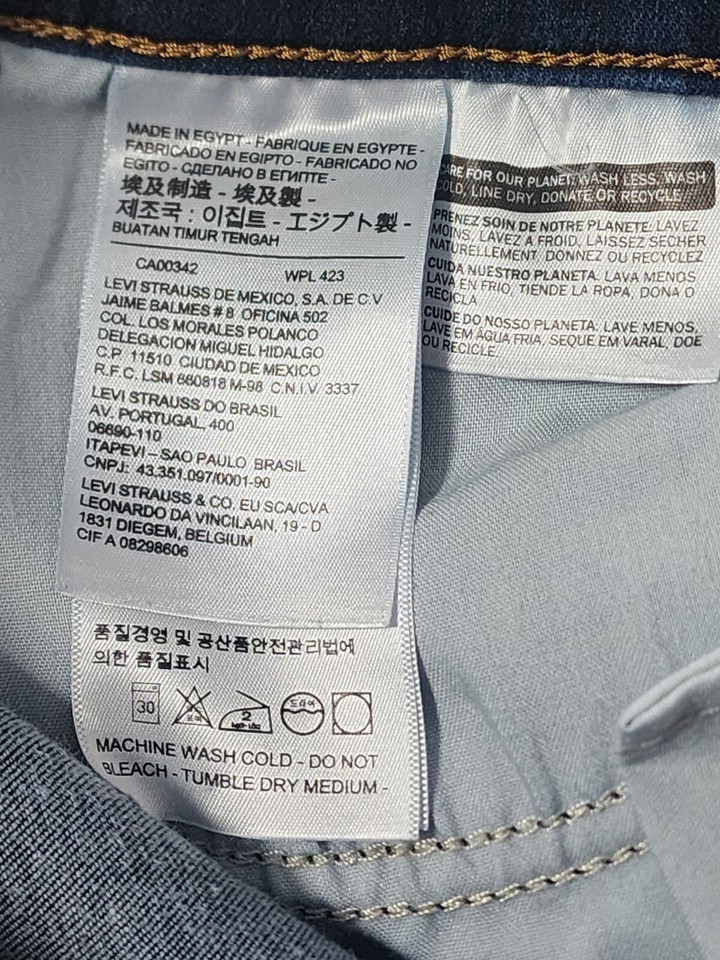 MADE IN EGYPT - FABRIQUE EN EGYPTE -
FABRICADO EN EGIPTO - FABRICADO NO
EGITO - СДЕЛАНО В ЕГИПТЕ -
埃及制造 - 埃及製 -
제조국 : 이집트 - エジプト製 -
BUATAN TIMUR TENGAH
CA00342 WPL 423
LEVI STRAUSS DE MEXICO, S.A. DE C.V
JAIME BALMES # 8 OFICINA 502
COL. LOS MORALES POLANCO
DELEGACION MIGUEL HIDALGO
C.P. 11510 CIUDAD DE MEXICO
R.F.C. LSM 860818 M-98 C.N.I.V. 3337
LEVI STRAUSS DO BRASIL
AV. PORTUGAL, 400
06690-110
ITAPEVI – SAO PAULO BRASIL
CNPJ: 43.351.097/0001-90
LEVI STRAUSS & CO. EU SCA/CVA
LEONARDO DA VINCILAAN, 19 - D
1831 DIEGEM, BELGIUM
CIF A 08298606
품질경영 및 공산품안전관리법에
의한 품질표시
30 표백 2 드라이
MACHINE WASH COLD - DO NOT
BLEACH - TUMBLE DRY MEDIUM -
CARE FOR OUR PLANET: WASH LESS, WASH
COLD, LINE DRY, DONATE OR RECYCLE
PRENEZ SOIN DE NOTRE PLANETE: LAVEZ
MOINS, LAVEZ A FROID, LAISSEZ SECHER
NATURELLEMENT, DONNEZ OU RECYCLEZ
CUIDA NUESTRO PLANETA: LAVA MENOS,
LAVA EN FRIO, TIENDE LA ROPA, DONA O
RECICLA
CUIDE DO NOSSO PLANETA: LAVE MENOS,
LAVE EM ÁGUA FRIA, SEQUE EM VARAL, DOE
OU RECICLE.